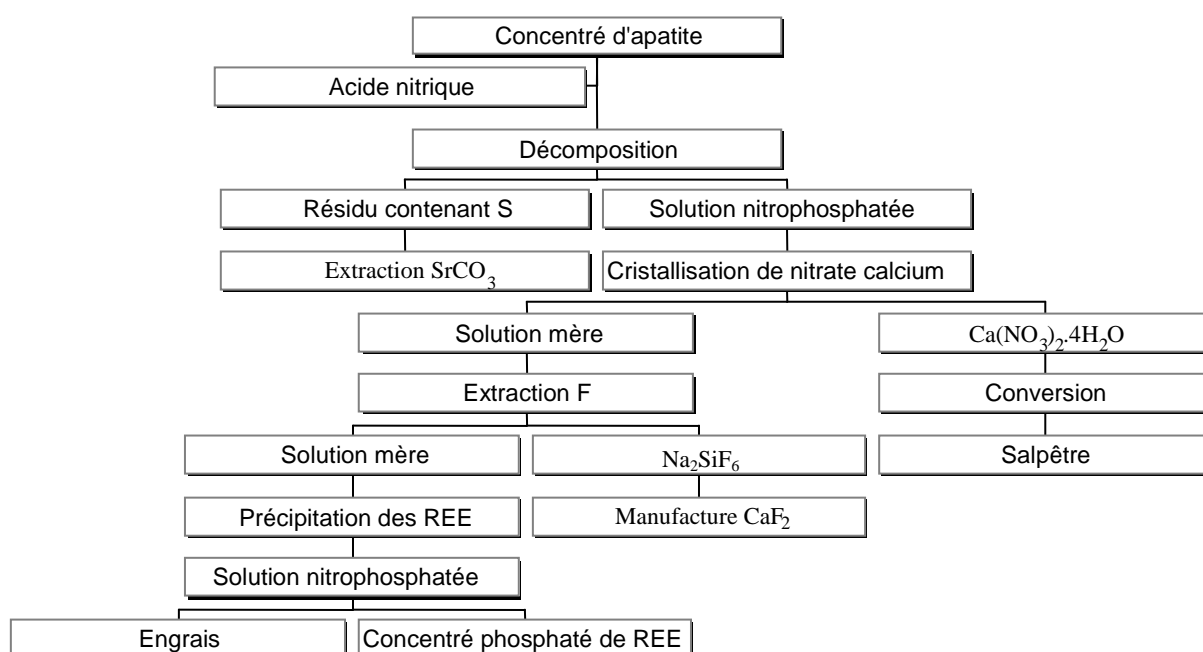 Concentré d'apatite
Acide nitrique
Décomposition
Résidu contenant S
Solution nitrophosphatée
Extraction SrCO3
Cristallisation de nitrate calcium
Solution mère
Ca(NO3)2.4H2O
Extraction F
Conversion
Solution mère
Na2SiF6
Salpêtre
Précipitation des REE
Manufacture CaF2
Solution nitrophosphatée
Engrais
Concentré phosphaté de REE